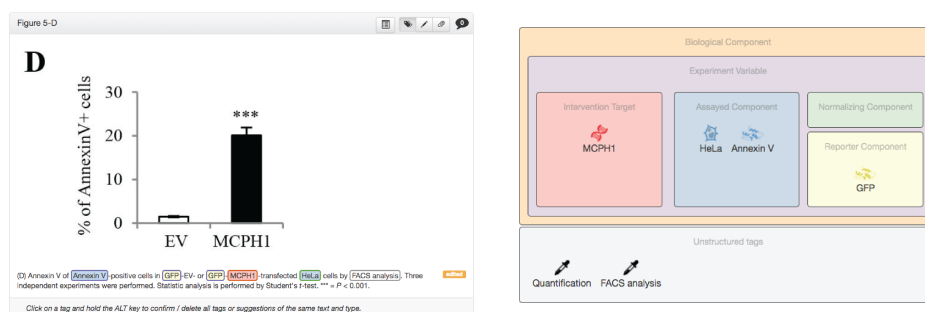 Figure 5-D
0
D
% of AnnexinV+ cells
30
20
10
0
***
EV MCPH1
(D) Annexin V of Annexin V-positive cells in GFP-EV- or GFP-MCPH1-transfected HeLa cells by FACS analysis. Three
independent experiments were performed. Statistic analysis is performed by Student's t-test. *** = P < 0.001.
edited
Click on a tag and hold the ALT key to confirm / delete all tags or suggestions of the same text and type.
Biological Component
Experiment Variable
Intervention Target
MCPH1
Assayed Component
HeLa Annexin V
Normalizing Component
Reporter Component
GFP
Unstructured tags
Quantification FACS analysis